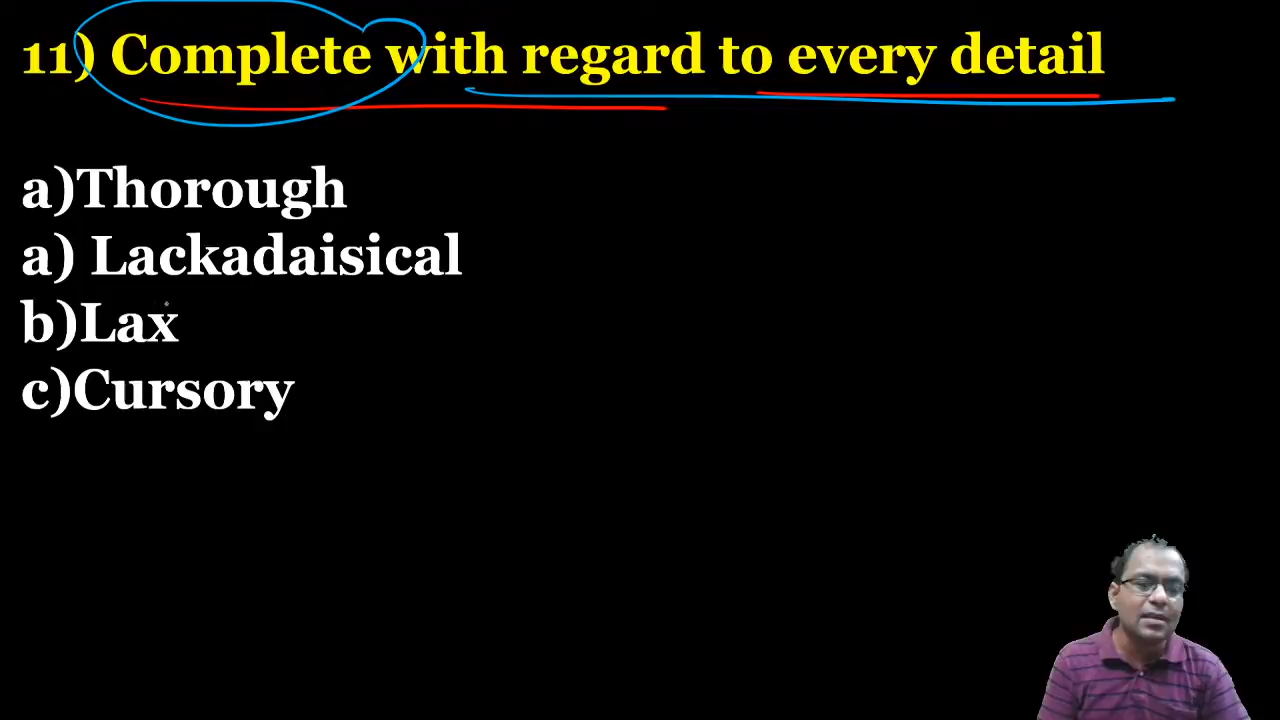 11) Complete with regard to every detail
a)Thorough
a) Lackadaisical
b)Lax
c)Cursory